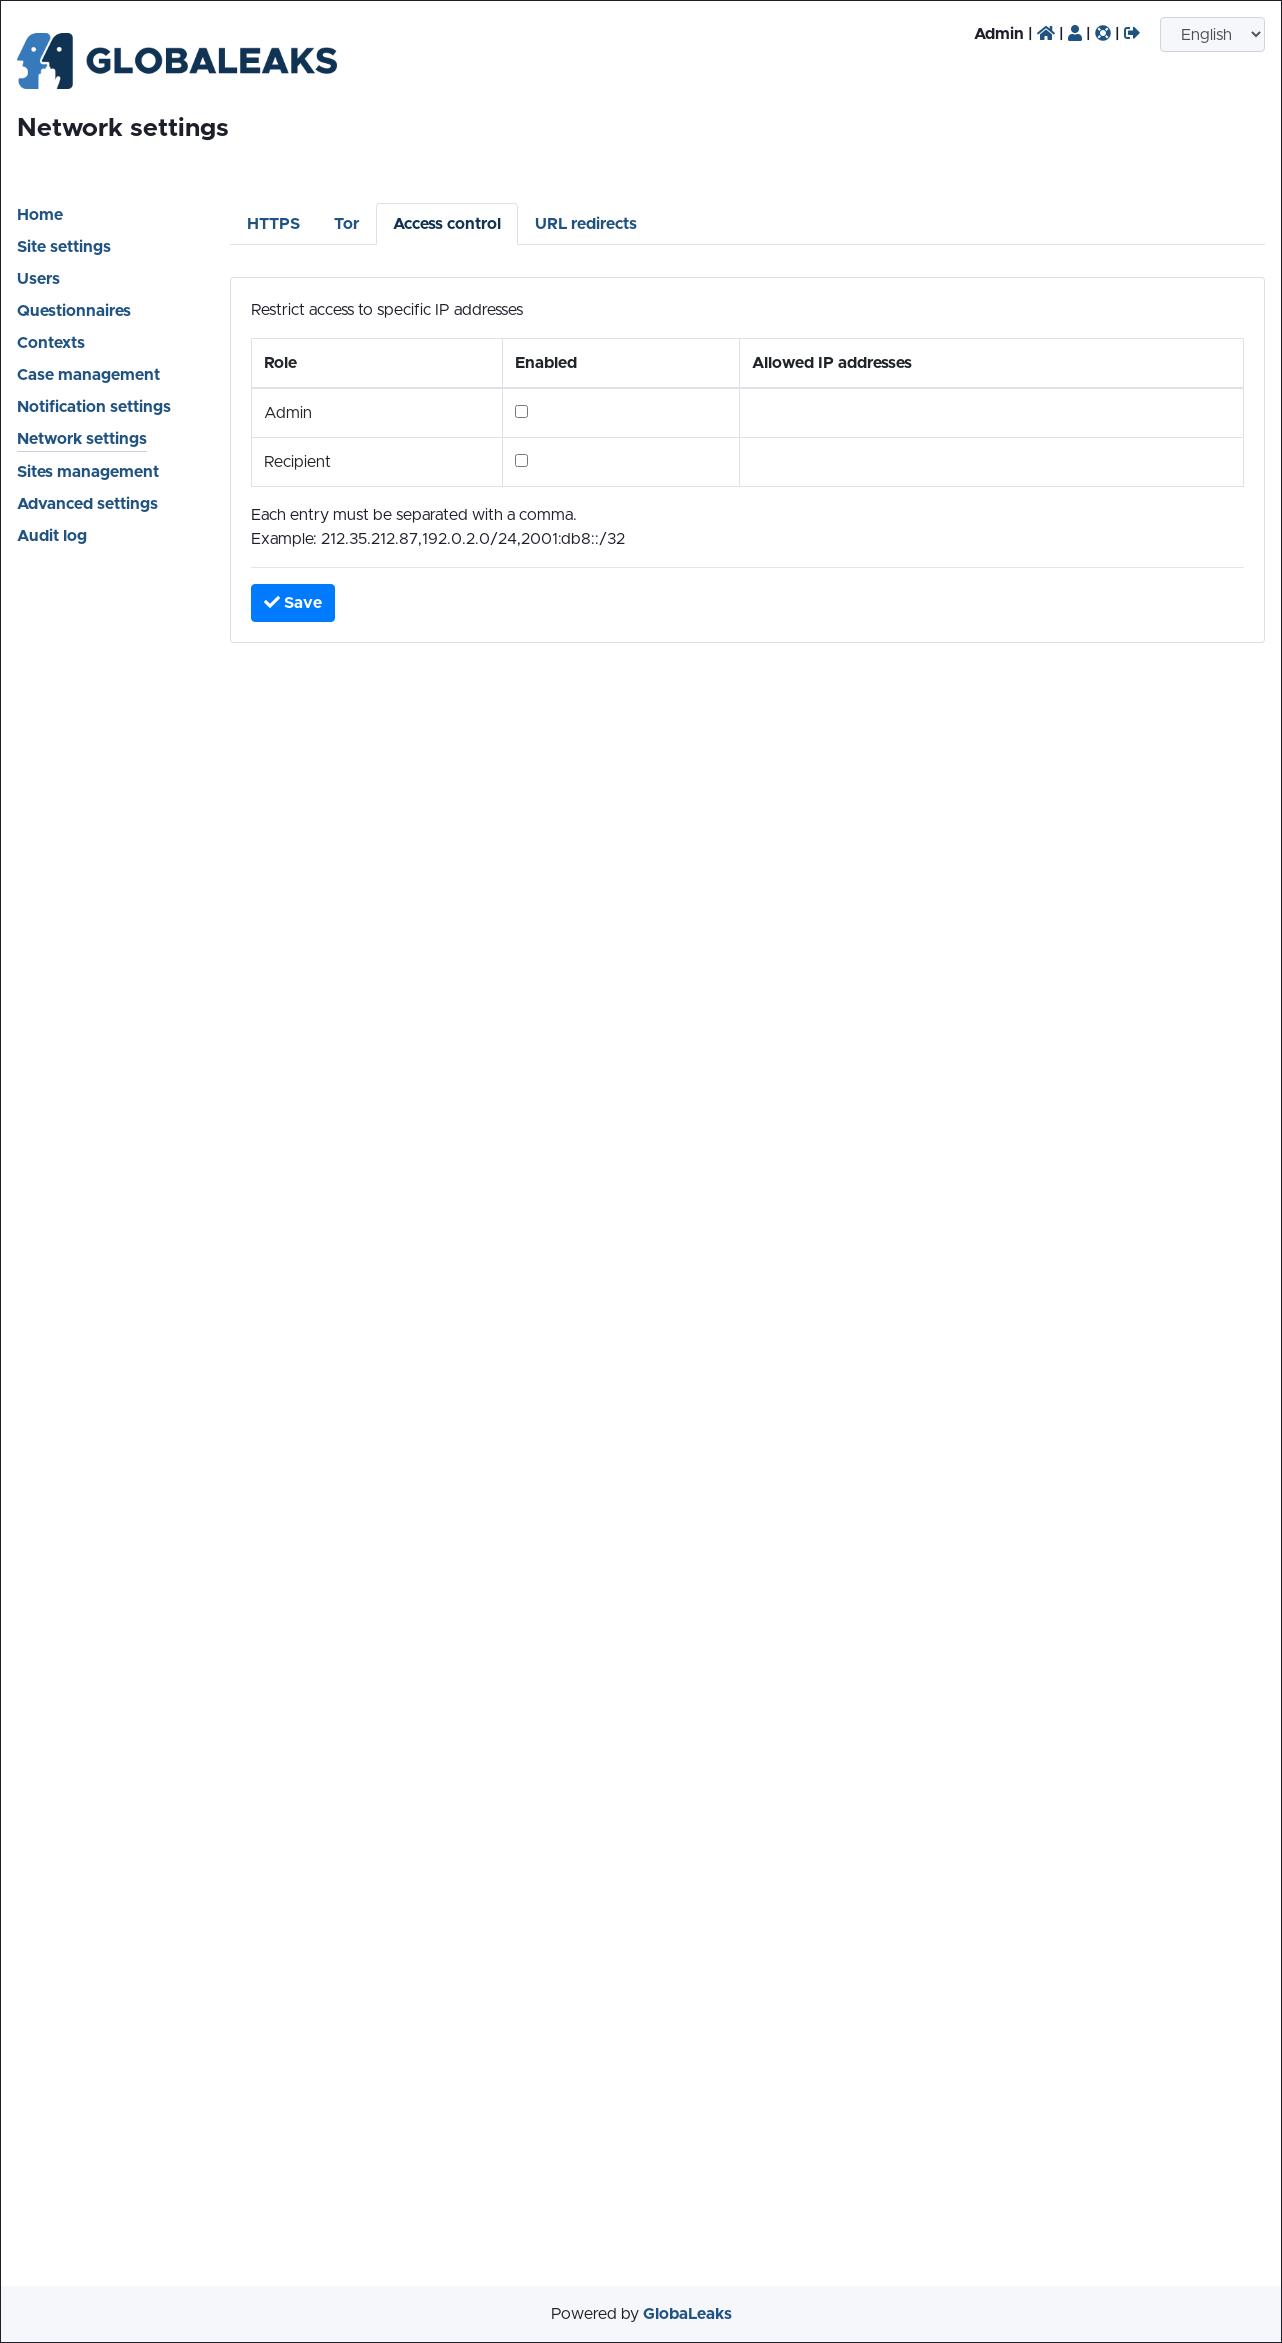 GLOBALEAKS
Admin | | | |
English
Network settings
Home
Site settings
Users
Questionnaires
Contexts
Case management
Notification settings
Network settings
Sites management
Advanced settings
Audit log
HTTPS Tor Access control URL redirects
Restrict access to specific IP addresses
Role Enabled Allowed IP addresses
Admin
Recipient
Each entry must be separated with a comma.
Example: 212.35.212.87,192.0.2.0/24,2001:db8::/32
Save
Powered by GlobaLeaks